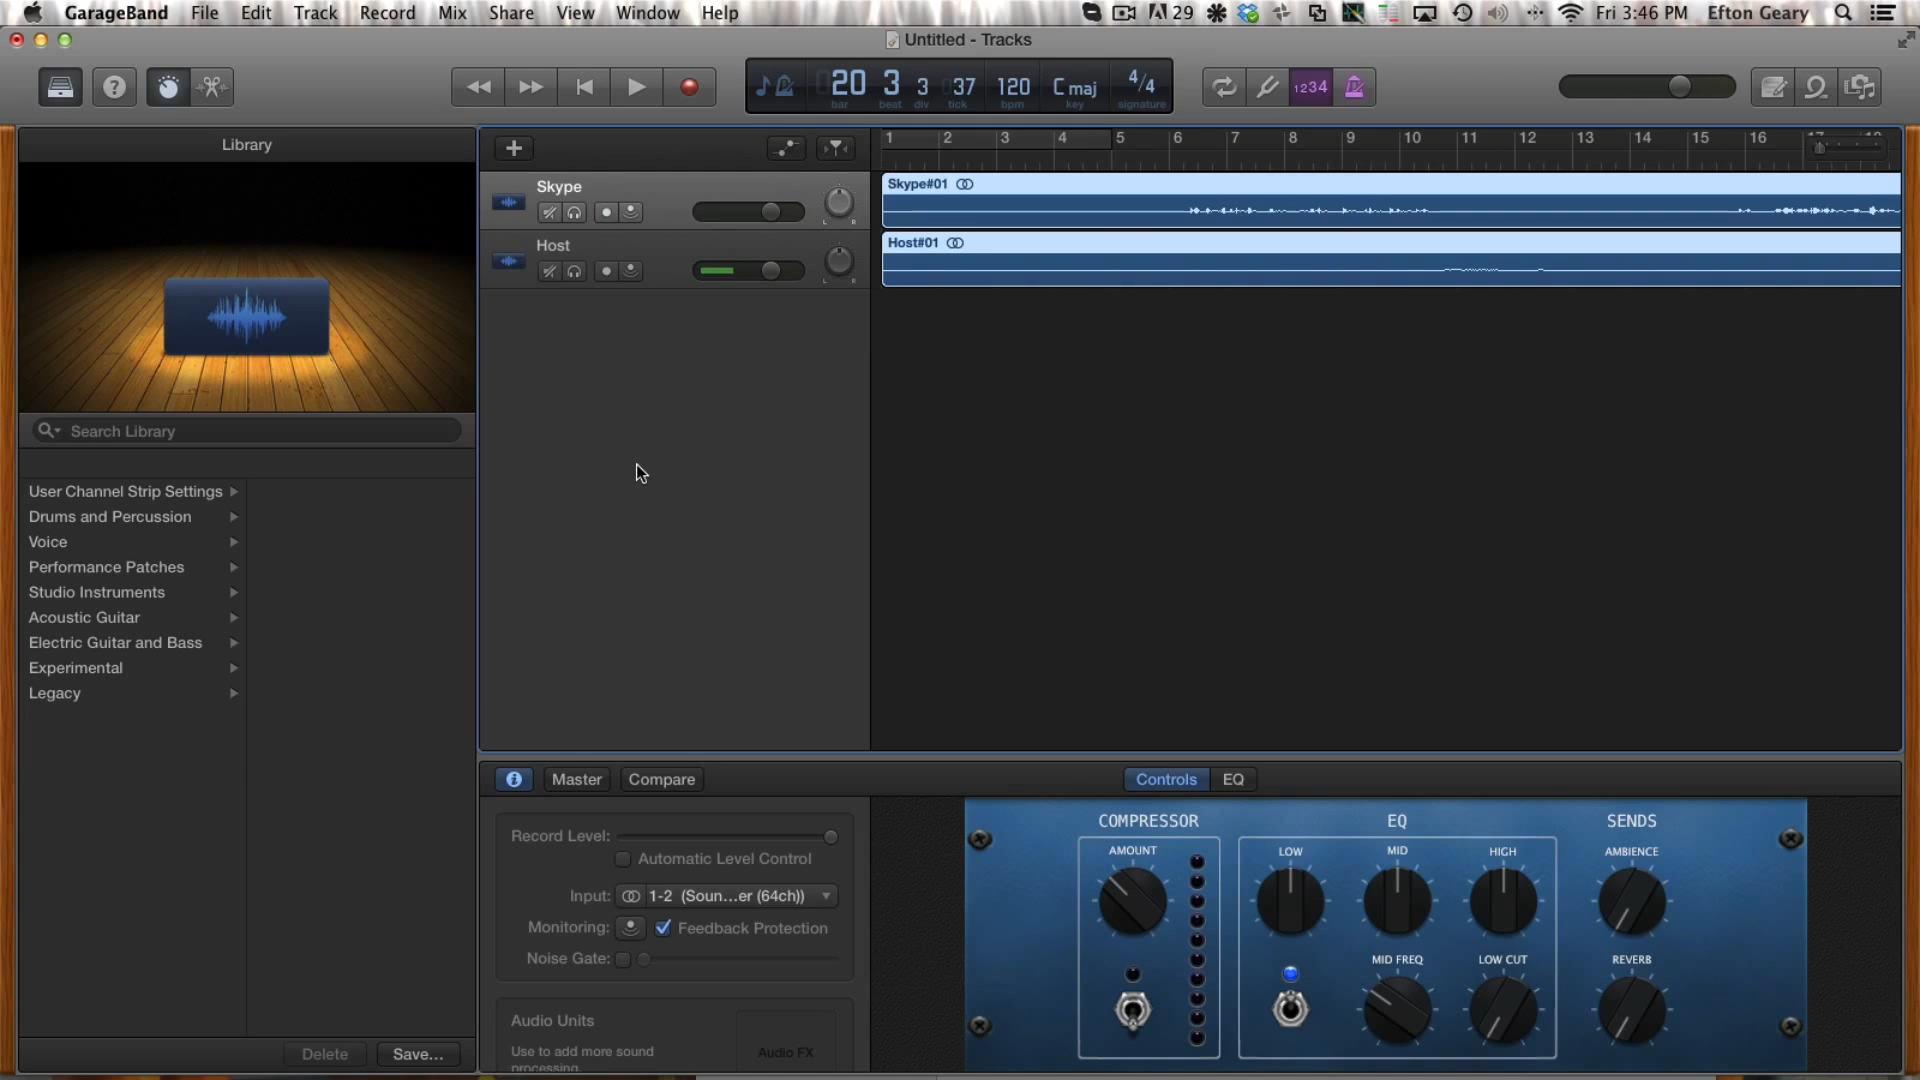 GarageBand File Edit Track Record Mix Share View Window Help 29 Fri 3:46 PM Efton Geary
Untitled - Tracks
20 3 3 37 120 C maj 4/4
bar beat div tick bpm key signature
1234
Library
1 2 3 4 5 6 7 8 9 10 11 12 13 14 15 16
Skype
L R
Skype#01
Host
L R
Host#01
Search Library
User Channel Strip Settings
Drums and Percussion
Voice
Performance Patches
Studio Instruments
Acoustic Guitar
Electric Guitar and Bass
Experimental
Legacy
Delete Save...
Master Compare Controls EQ
Record Level:
Automatic Level Control
Input: 1-2 (Soun...er (64ch))
Monitoring: Feedback Protection
Noise Gate:
Audio Units
Use to add more sound
processing.
Audio FX
COMPRESSOR EQ SENDS
AMOUNT LOW MID HIGH AMBIENCE
MID FREQ LOW CUT REVERB